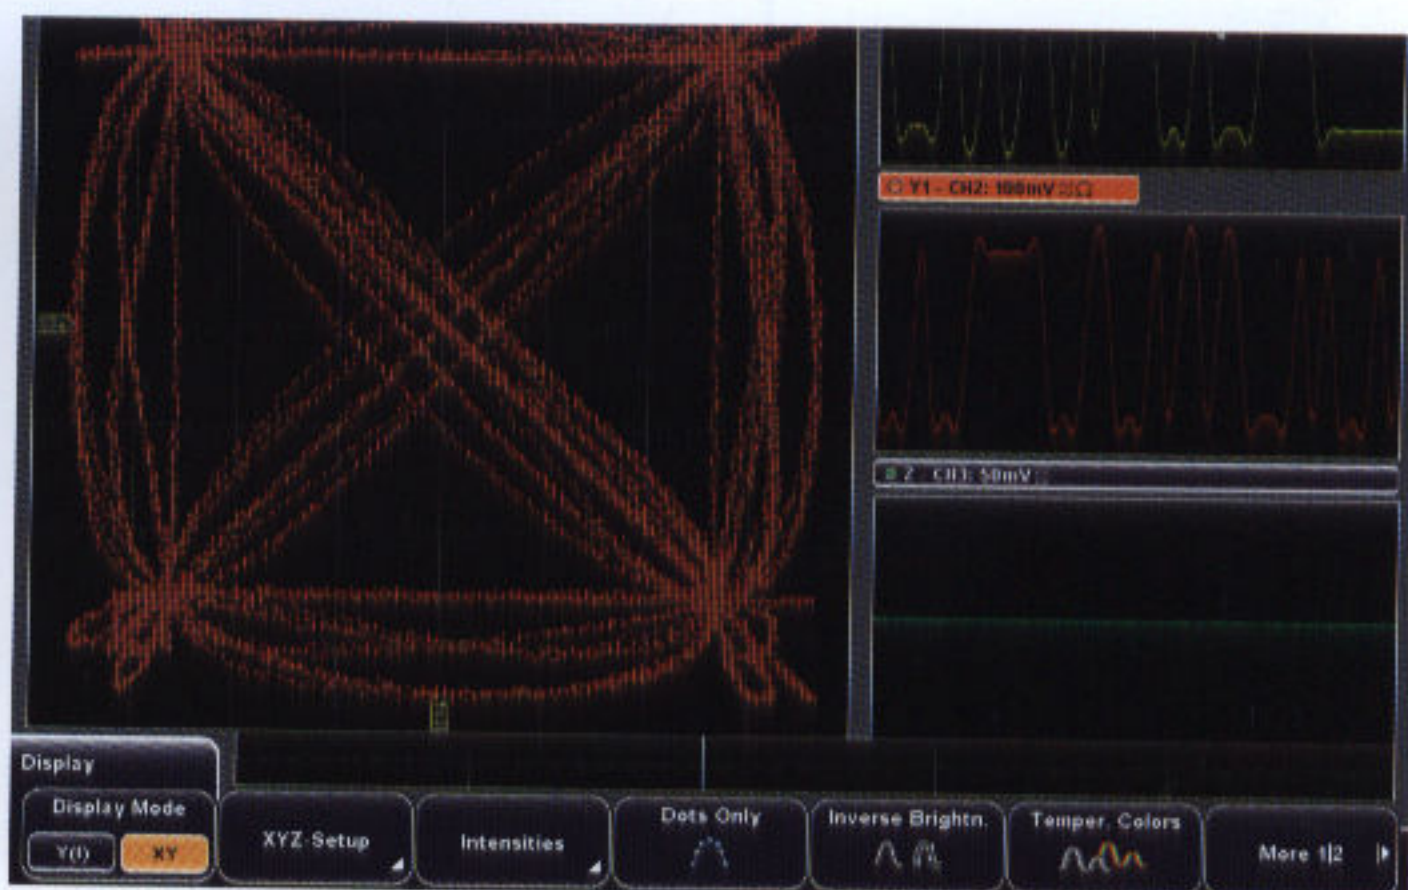 Y1 - CH2: 100mV
Z CH3: 50mV
Display
Display Mode
Y(t) XY
XYZ-Setup
Intensities
Dots Only
Inverse Brightn.
Temper. Colors
More 1|2